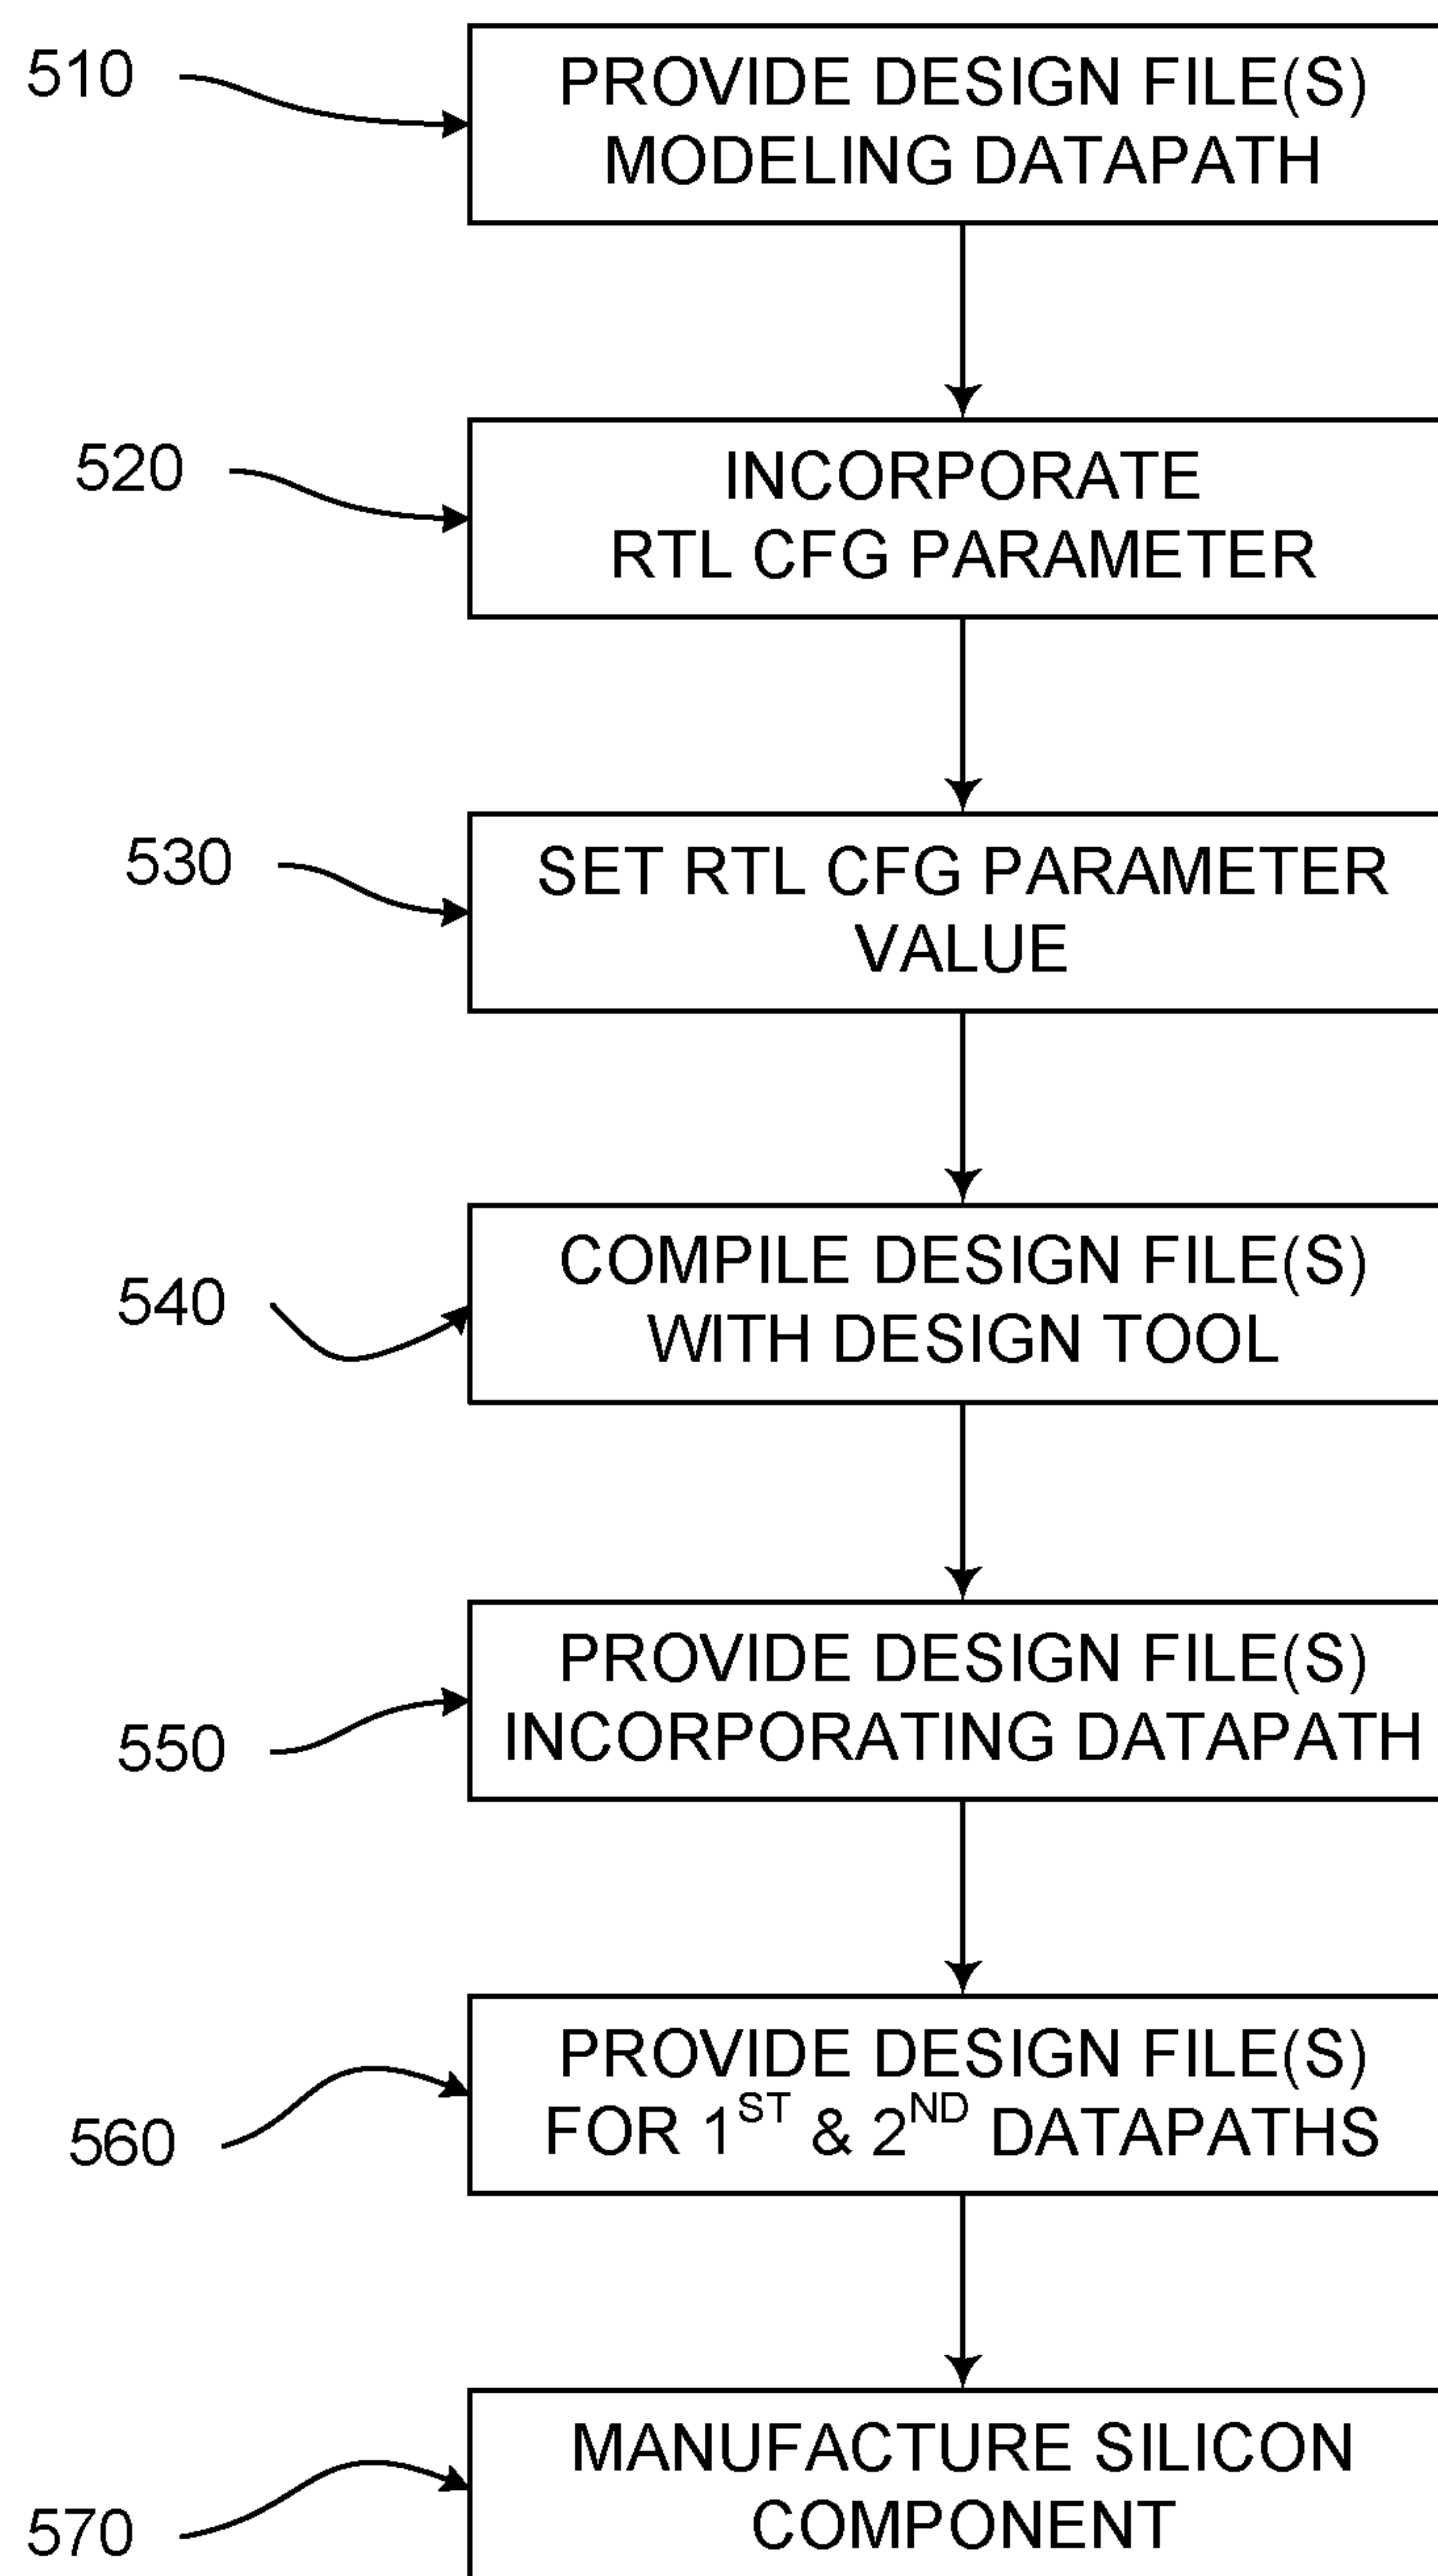 510
PROVIDE DESIGN FILE(S)
MODELING DATAPATH
520
INCORPORATE
RTL CFG PARAMETER
530
SET RTL CFG PARAMETER
VALUE
540
COMPILE DESIGN FILE(S)
WITH DESIGN TOOL
550
PROVIDE DESIGN FILE(S)
INCORPORATING DATAPATH
560
PROVIDE DESIGN FILE(S)
FOR 1ST & 2ND DATAPATHS
570
MANUFACTURE SILICON
COMPONENT